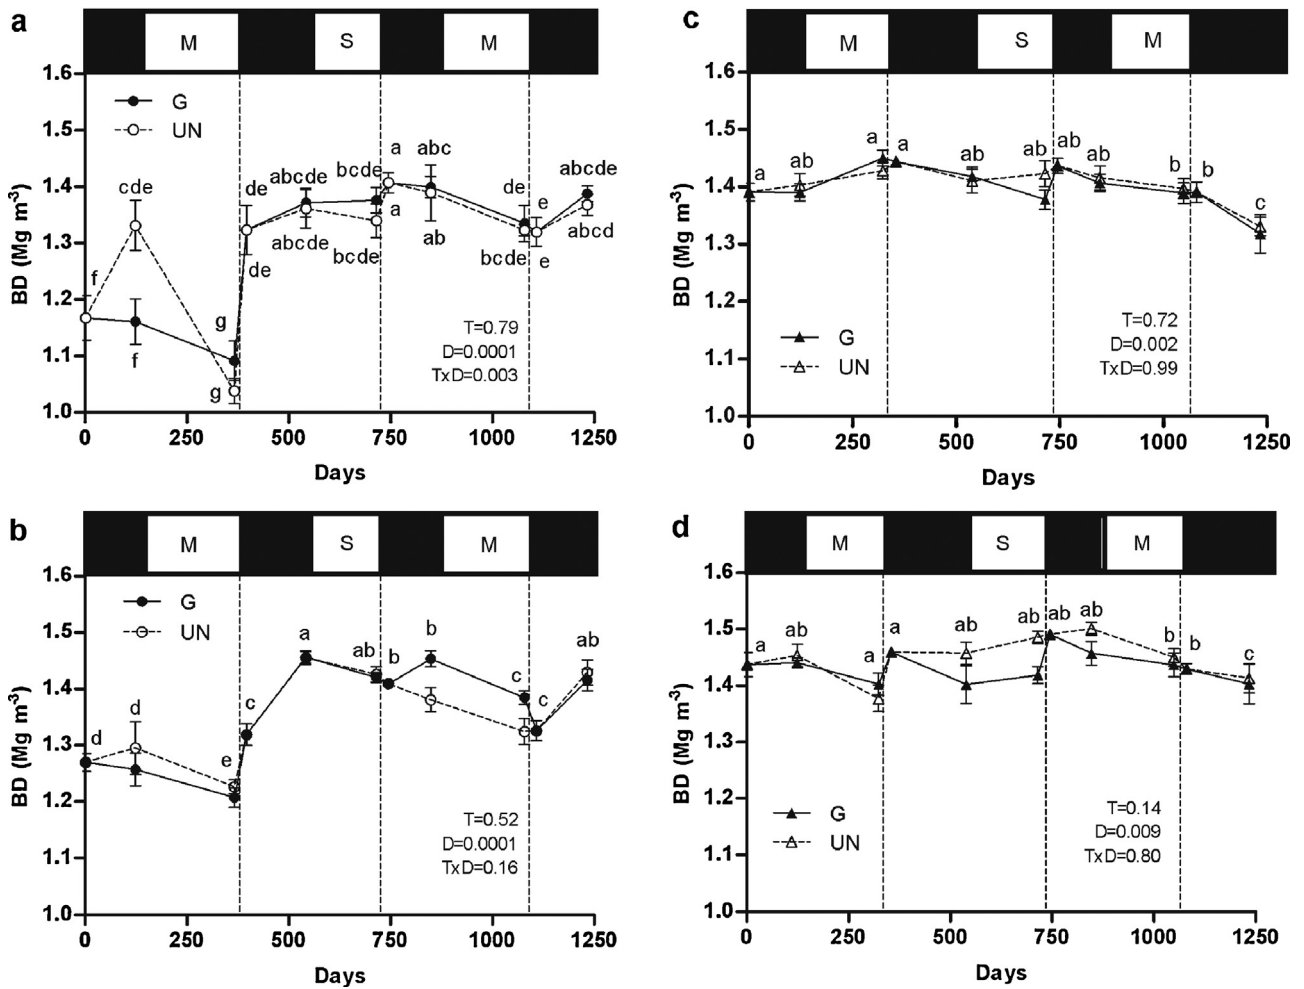 a
M
S
M
1.6
1.5
1.4
1.3
1.2
1.1
1.0
BD (Mg m-3)
G
UN
f
cde
f
g
g
de
de
abcde
abcde
bcde
bcde
a
a
abc
ab
de
bcde
e
e
abcde
abcd
T=0.79
D=0.0001
TxD=0.003
0
250
500
750
1000
1250
Days
c
M
S
M
1.6
1.5
1.4
1.3
1.2
1.1
1.0
BD (Mg m-3)
a
ab
a
a
ab
ab
ab
ab
b
b
c
G
UN
T=0.72
D=0.002
TxD=0.99
0
250
500
750
1000
1250
Days
b
M
S
M
1.6
1.5
1.4
1.3
1.2
1.1
1.0
BD (Mg m-3)
G
UN
d
d
e
c
a
ab
b
b
c
c
ab
T=0.52
D=0.0001
TxD=0.16
0
250
500
750
1000
1250
Days
d
M
S
M
1.6
1.5
1.4
1.3
1.2
1.1
1.0
BD (Mg m-3)
a
ab
a
a
ab
ab
ab
ab
b
b
c
G
UN
T=0.14
D=0.009
TxD=0.80
0
250
500
750
1000
1250
Days